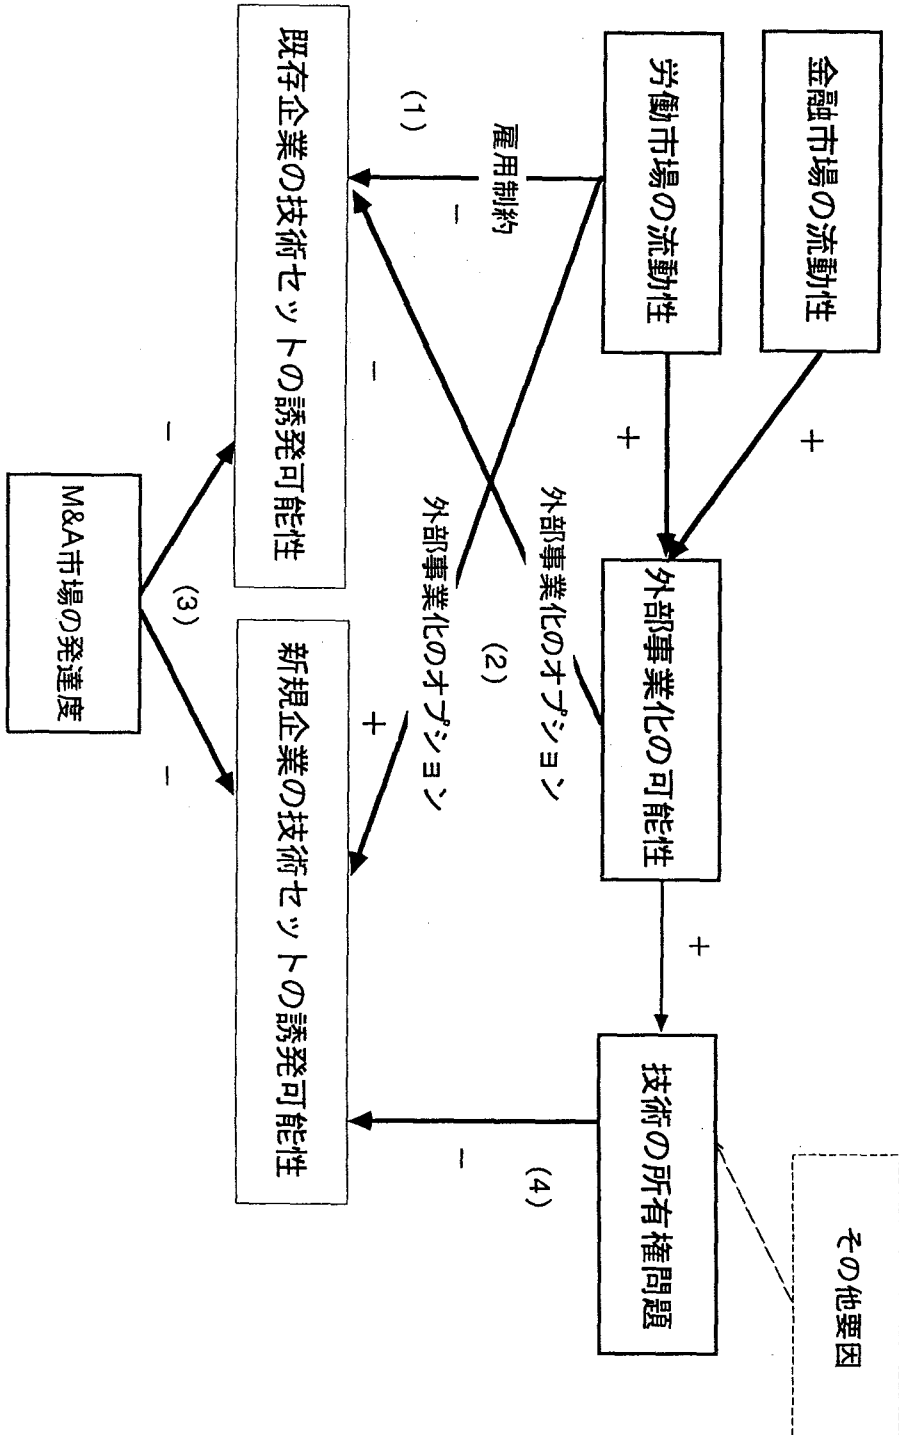 その他要因
金融市場の流動性
労働市場の流動性
外部事業化の可能性
技術の所有権問題
+
+
+
雇用制約
(1)
−
−
外部事業化のオプション
(2)
外部事業化のオプション
+
(4)
−
既存企業の技術セットの誘発可能性
新規企業の技術セットの誘発可能性
−
(3)
−
M&A市場の発達度